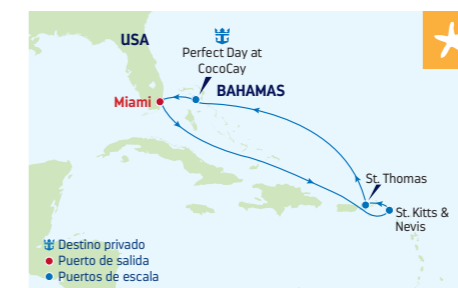 USA
Perfect Day at
CocoCay
BAHAMAS
Miami
St. Thomas
St. Kitts &
Nevis
Destino privado
Puerto de salida
Puertos de escala